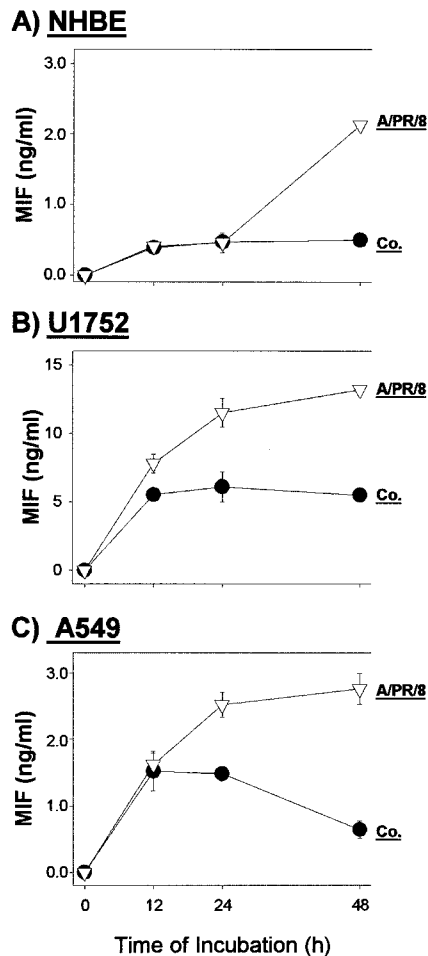 A) NHBE
3.0
2.0
1.0
0.0
MIF (ng/ml)
A/PR/8
Co.
B) U1752
15
10
5
0
MIF (ng/ml)
A/PR/8
Co.
C) A549
3.0
2.0
1.0
0.0
MIF (ng/ml)
A/PR/8
Co.
0 12 24 48
Time of Incubation (h)